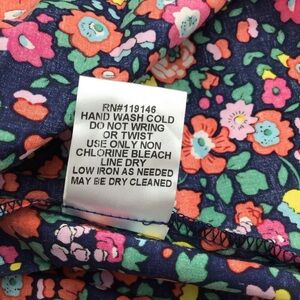 RN#119146
HAND WASH COLD
DO NOT WRING
OR TWIST
USE ONLY NON
CHLORINE BLEACH
LINE DRY
LOW IRON AS NEEDED
MAY BE DRY CLEANED